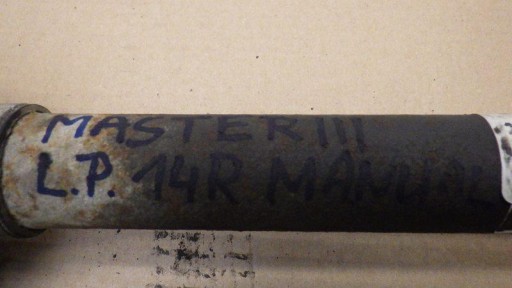 MASTER III
L.P. 14R MANUAL